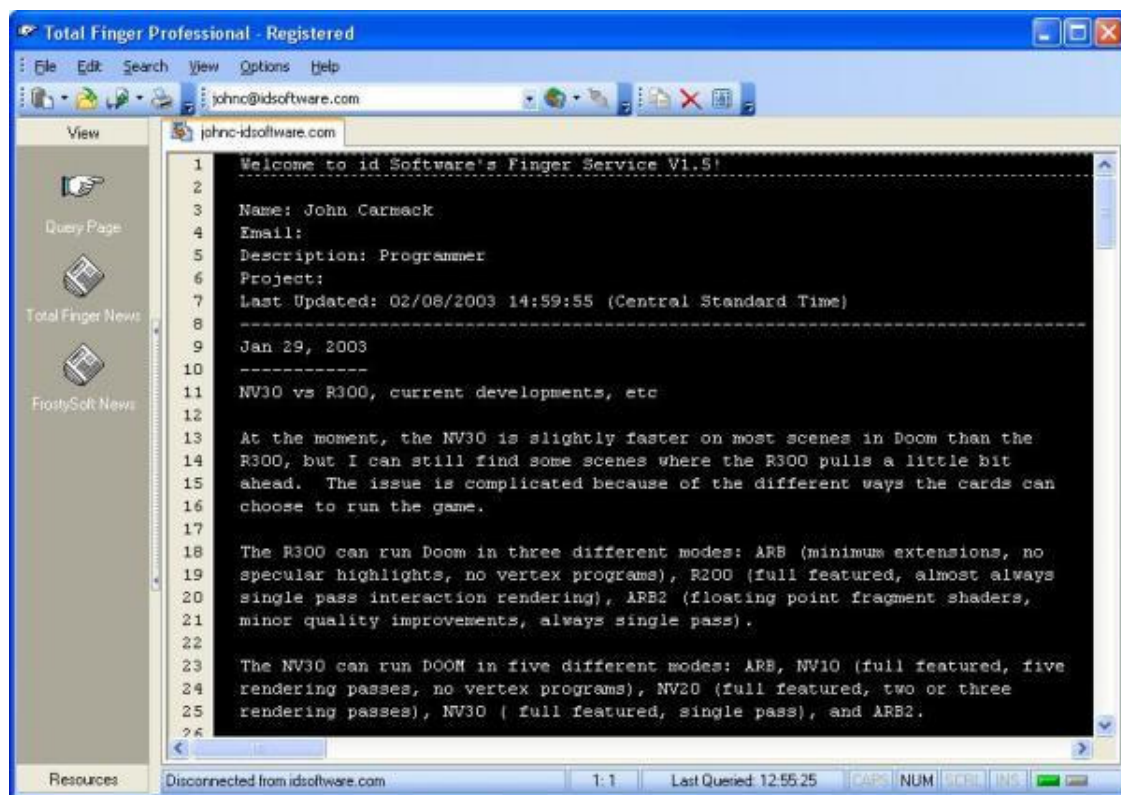 Total Finger Professional - Registered
File Edit Search View Options Help
johnc@idsoftware.com
View
johnc-idsoftware.com
Query Page
Total Finger News
FrostySoft News
Resources
1 Welcome to id Software's Finger Service V1.5!
2
3 Name: John Carmack
4 Email:
5 Description: Programmer
6 Project:
7 Last Updated: 02/08/2003 14:59:55 (Central Standard Time)
8 -------------------------------------------------------------------------------
9 Jan 29, 2003
10 ------------
11 NV30 vs R300, current developments, etc
12
13 At the moment, the NV30 is slightly faster on most scenes in Doom than the
14 R300, but I can still find some scenes where the R300 pulls a little bit
15 ahead.  The issue is complicated because of the different ways the cards can
16 choose to run the game.
17
18 The R300 can run Doom in three different modes: ARB (minimum extensions, no
19 specular highlights, no vertex programs), R200 (full featured, almost always
20 single pass interaction rendering), ARB2 (floating point fragment shaders,
21 minor quality improvements, always single pass).
22
23 The NV30 can run DOOM in five different modes: ARB, NV10 (full featured, five
24 rendering passes, no vertex programs), NV20 (full featured, two or three
25 rendering passes), NV30 ( full featured, single pass), and ARB2.
26
Disconnected from idsoftware.com 1: 1 Last Queried: 12:55:25 CAPS NUM SCRL INS